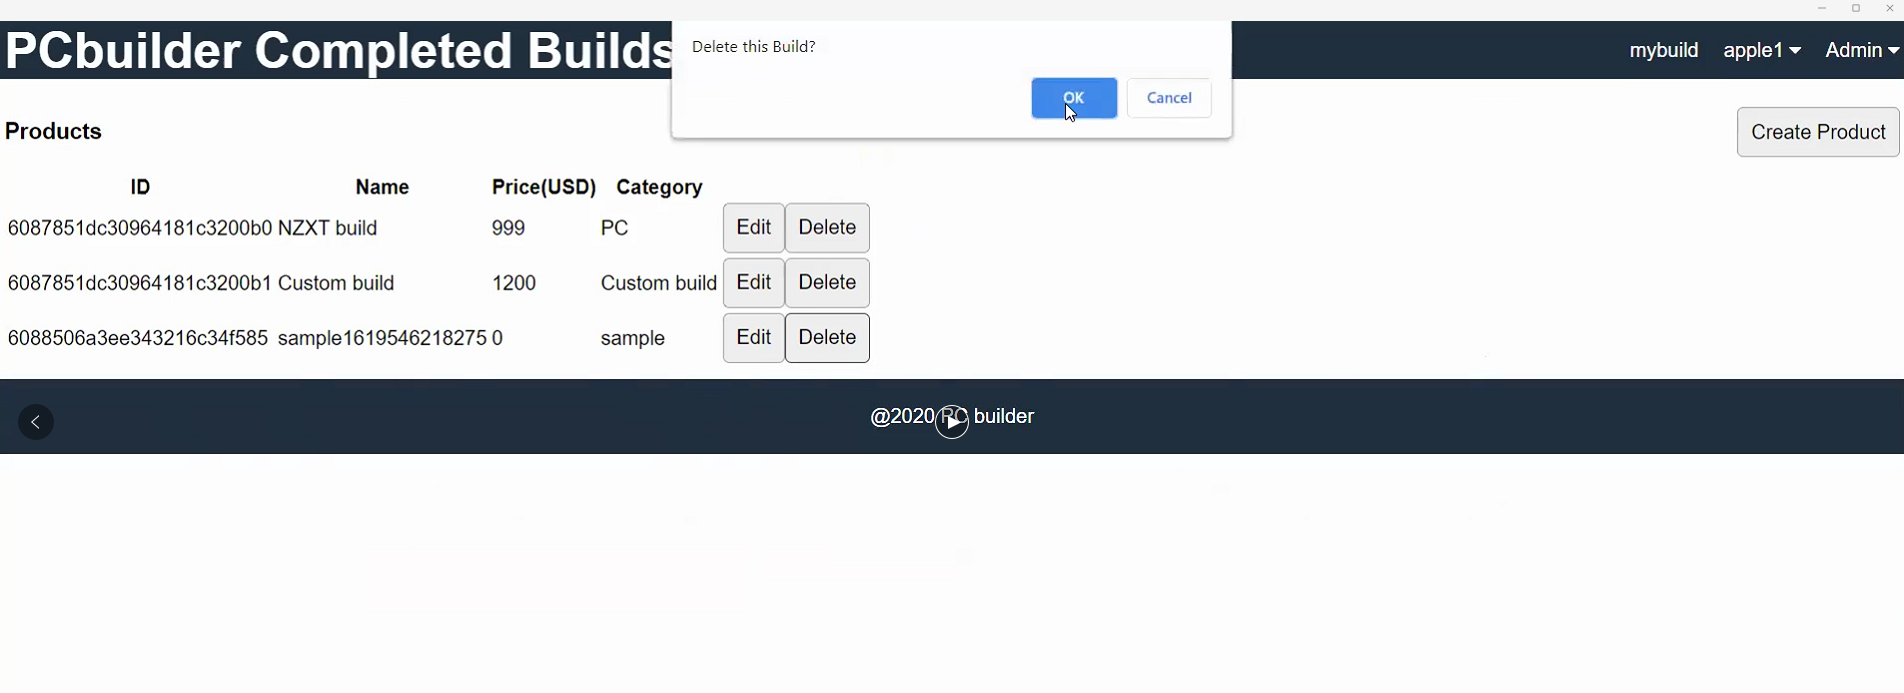 PCbuilder Completed Builds
Delete this Build?
OK Cancel
mybuild apple1 Admin
Products
Create Product
ID Name Price(USD) Category
6087851dc30964181c3200b0 NZXT build 999 PC Edit Delete
6087851dc30964181c3200b1 Custom build 1200 Custom build Edit Delete
6088506a3ee343216c34f585 sample1619546218275 0 sample Edit Delete
@2020 PC builder